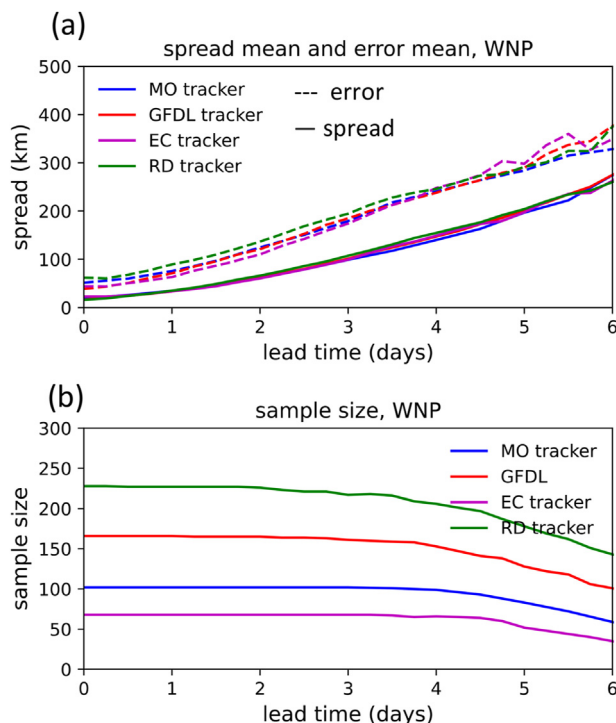 (a)
spread mean and error mean, WNP
500
400
300
200
100
0
spread (km)
MO tracker
GFDL tracker
EC tracker
RD tracker
error
spread
0 1 2 3 4 5 6
lead time (days)
(b)
sample size, WNP
300
250
200
150
100
50
0
sample size
MO tracker
GFDL
EC tracker
RD tracker
0 1 2 3 4 5 6
lead time (days)